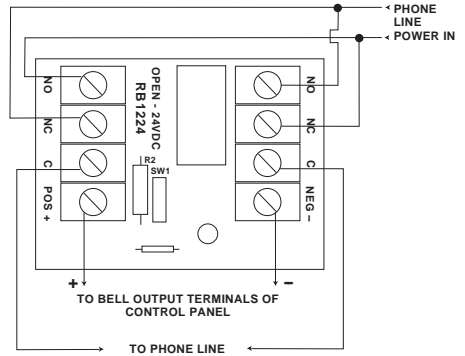 PHONE
LINE
POWER IN
NO
NC
C
POS +
OPEN - 24VDC
RB1224
R2
SW1
NO
NC
C
NEG -
+
-
TO BELL OUTPUT TERMINALS OF
CONTROL PANEL
TO PHONE LINE